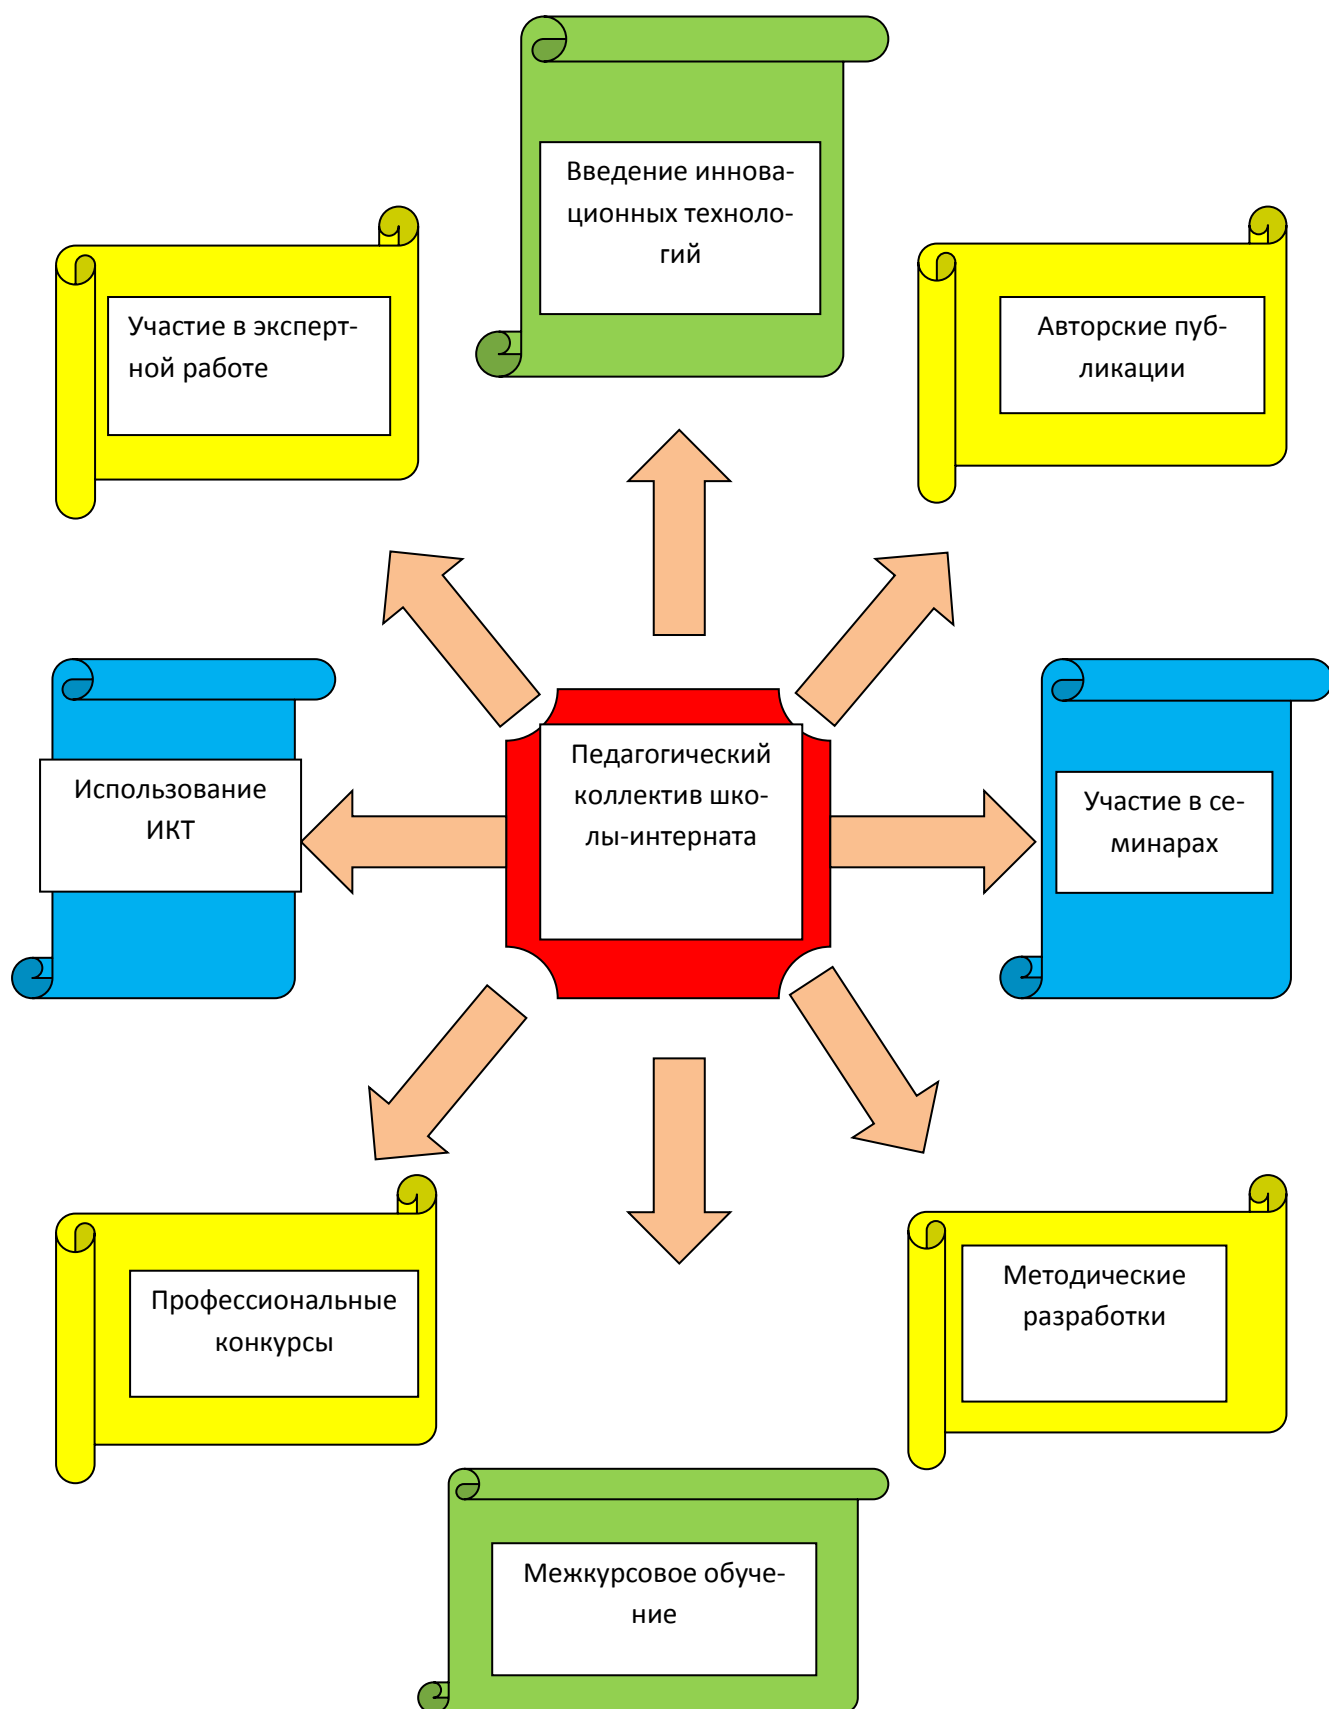 Введение иннова-
ционных техноло-
гий
Участие в эксперт-
ной работе
Авторские пуб-
ликации
Педагогический
коллектив шко-
лы-интерната
Использование
ИКТ
Участие в се-
минарах
Профессиональные
конкурсы
Методические
разработки
Межкурсовое обуче-
ние